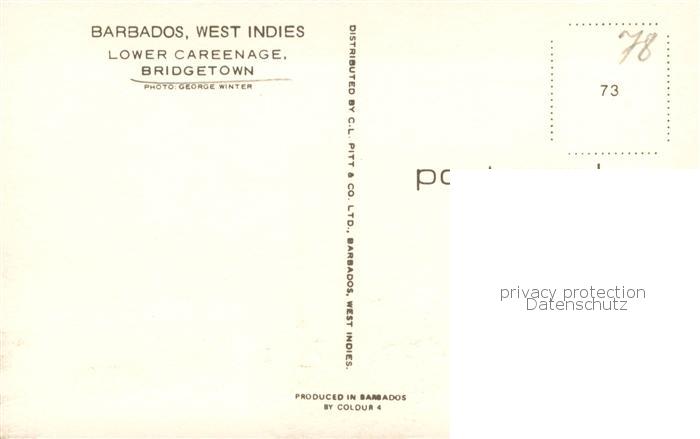 BARBADOS, WEST INDIES
LOWER CAREENAGE,
BRIDGETOWN
PHOTO: GEORGE WINTER
DISTRIBUTED BY C.L. PITT & CO. LTD., BARBADOS, WEST INDIES.
78
73
privacy protection
Datenschutz
PRODUCED IN BARBADOS
BY COLOUR 4